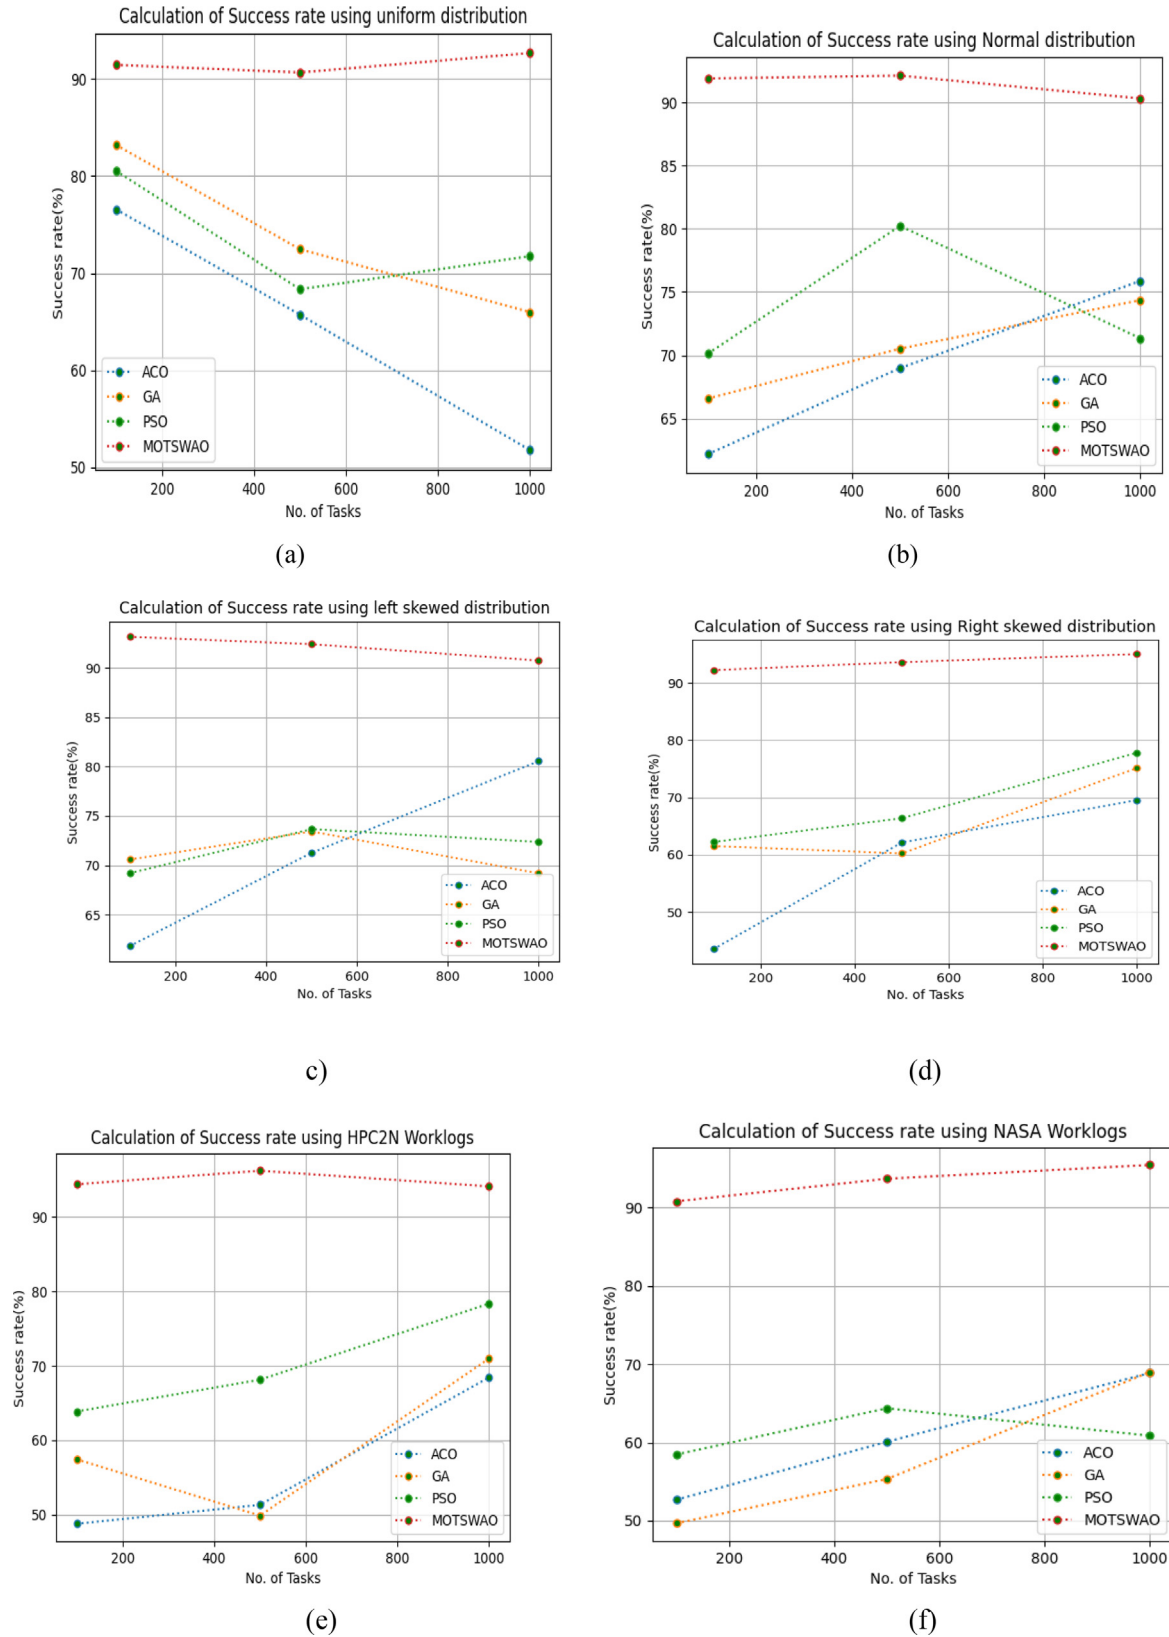 Calculation of Success rate using uniform distribution
90
80
70
60
50
Success rate(%)
ACO
GA
PSO
MOTSWAO
200 400 600 800 1000
No. of Tasks
(a)
Calculation of Success rate using Normal distribution
90
85
80
75
70
65
Success rate(%)
ACO
GA
PSO
MOTSWAO
200 400 600 800 1000
No. of Tasks
(b)
Calculation of Success rate using left skewed distribution
90
85
80
75
70
65
Success rate(%)
ACO
GA
PSO
MOTSWAO
200 400 600 800 1000
No. of Tasks
c)
Calculation of Success rate using Right skewed distribution
90
80
70
60
50
Success rate(%)
ACO
GA
PSO
MOTSWAO
200 400 600 800 1000
No. of Tasks
(d)
Calculation of Success rate using HPC2N Worklogs
90
80
70
60
50
Success rate(%)
ACO
GA
PSO
MOTSWAO
200 400 600 800 1000
No. of Tasks
(e)
Calculation of Success rate using NASA Worklogs
90
80
70
60
50
Success rate(%)
ACO
GA
PSO
MOTSWAO
200 400 600 800 1000
No. of Tasks
(f)